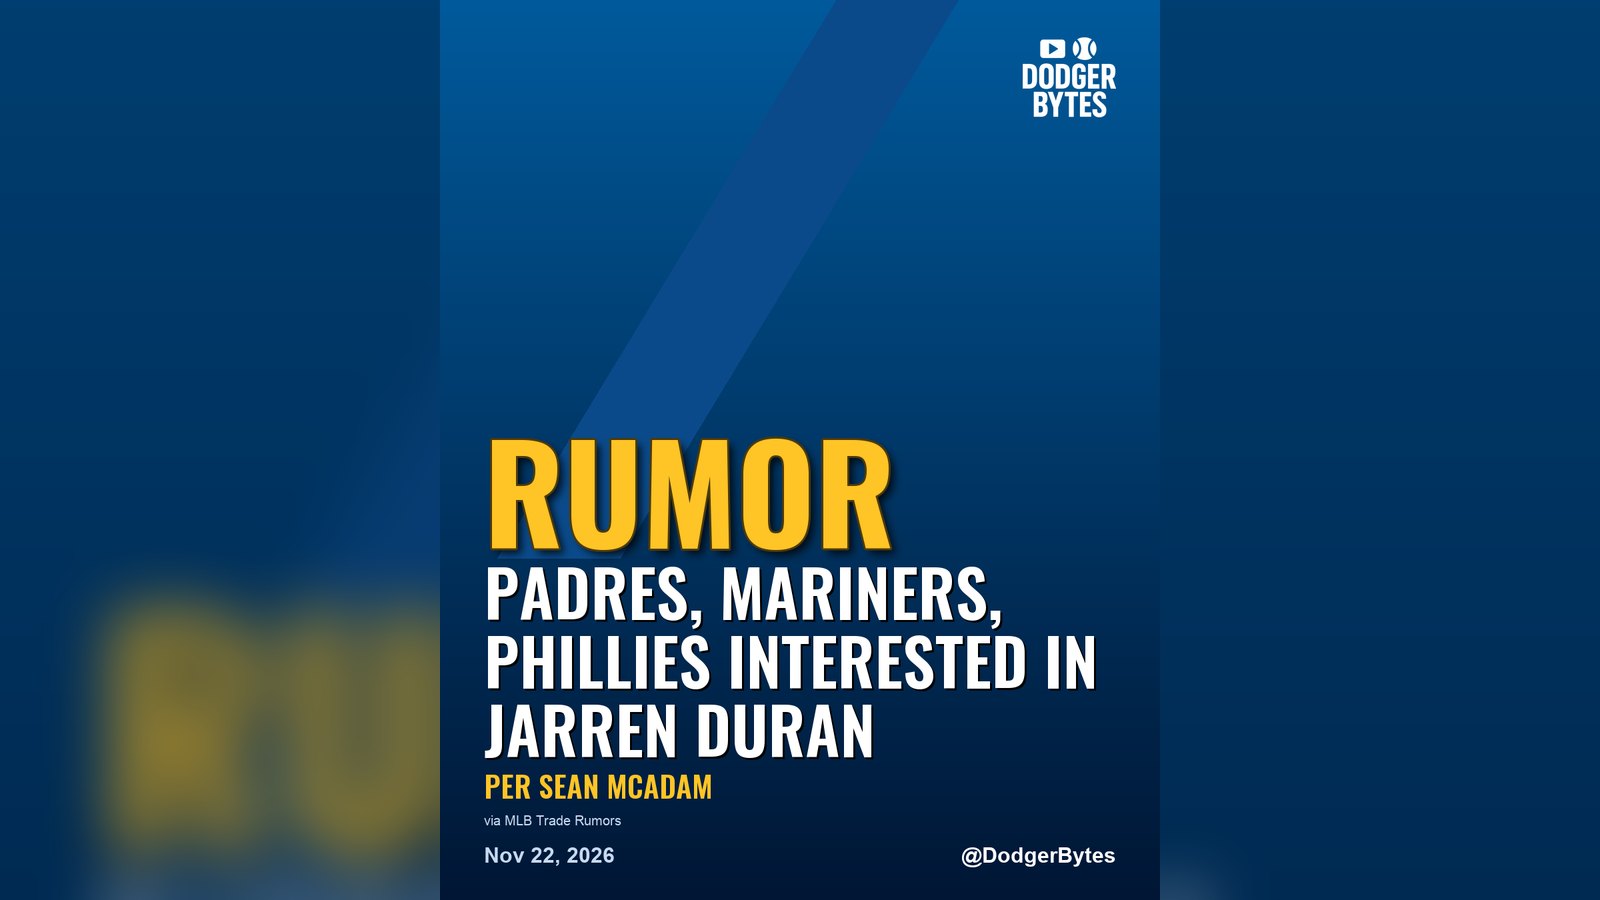 DODGER
BYTES
RUMOR
PADRES, MARINERS,
PHILLIES INTERESTED IN
JARREN DURAN
PER SEAN MCADAM
via MLB Trade Rumors
Nov 22, 2026
@DodgerBytes